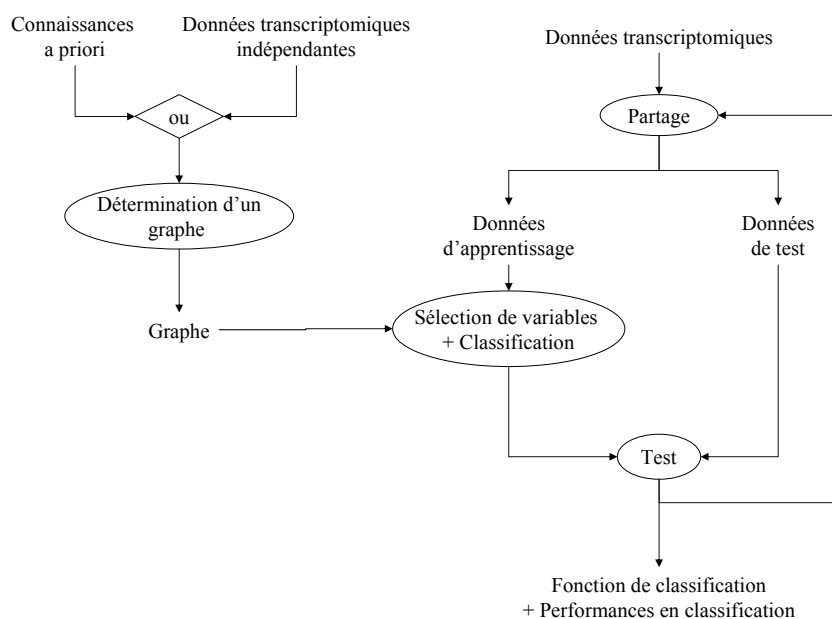 Connaissances
a priori
Données transcriptomiques
indépendantes
Données transcriptomiques
ou
Partage
Détermination d'un
graphe
Données
d'apprentissage
Données
de test
Graphe
Sélection de variables
+ Classification
Test
Fonction de classification
+ Performances en classification